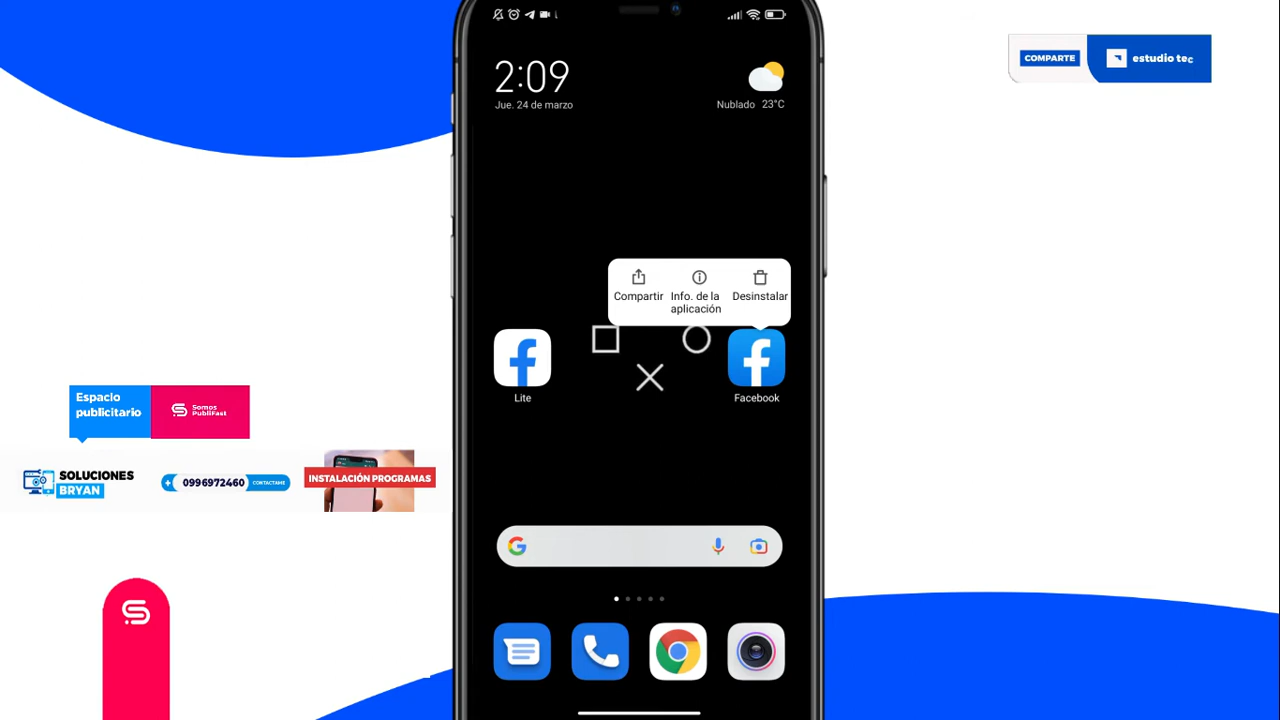 2:09
Jue. 24 de marzo
Nublado 23°C
COMPARTE
estudio tec
Compartir
Info. de la
aplicación
Desinstalar
Lite
Facebook
Espacio
publicitario
Somos
PubliFast
SOLUCIONES
BRYAN
0996972460
CONTACTAME
INSTALACIÓN PROGRAMAS